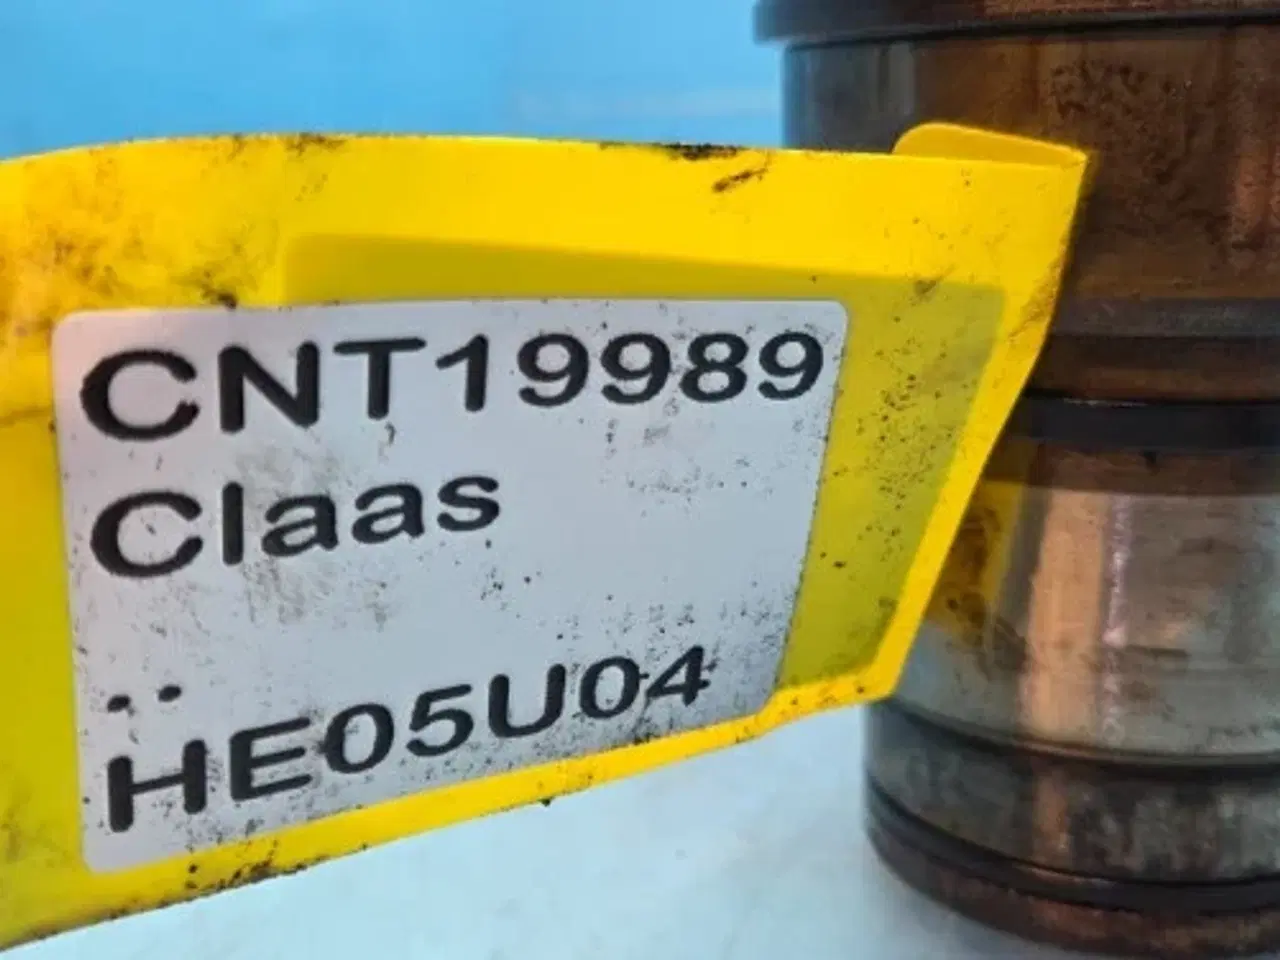 CNT19989
Claas
..
HE05U04